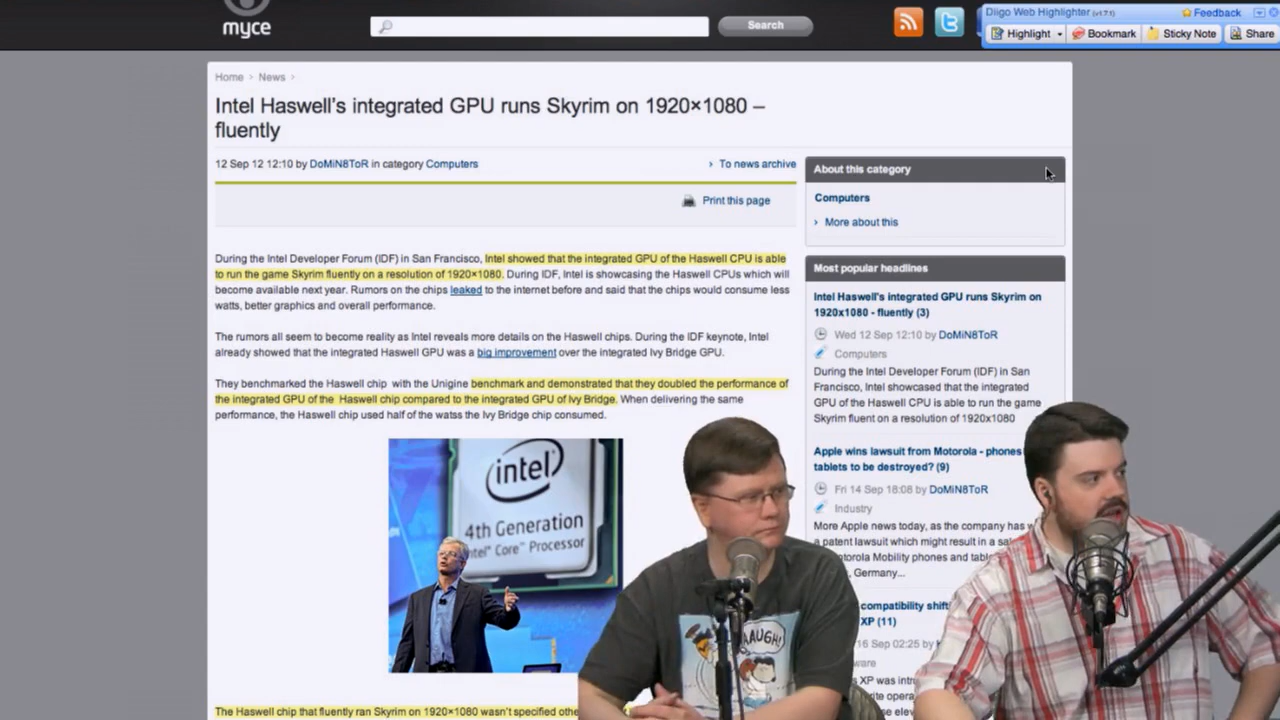 myce
Search
Diigo Web Highlighter (v1.7.1)
Feedback
Highlight
Bookmark
Sticky Note
Share
Home > News >
Intel Haswell's integrated GPU runs Skyrim on 1920×1080 –
fluently
12 Sep 12 12:10 by DoMiN8ToR in category Computers
To news archive
Print this page
During the Intel Developer Forum (IDF) in San Francisco, Intel showed that the integrated GPU of the Haswell CPU is able
to run the game Skyrim fluently on a resolution of 1920×1080. During IDF, Intel is showcasing the Haswell CPUs which will
become available next year. Rumors on the chips leaked to the internet before and said that the chips would consume less
watts, better graphics and overall performance.
The rumors all seem to become reality as Intel reveals more details on the Haswell chips. During the IDF keynote, Intel
already showed that the integrated Haswell GPU was a big improvement over the integrated Ivy Bridge GPU.
They benchmarked the Haswell chip with the Unigine benchmark and demonstrated that they doubled the performance of
the integrated GPU of the Haswell chip compared to the integrated GPU of Ivy Bridge. When delivering the same
performance, the Haswell chip used half of the watss the Ivy Bridge chip consumed.
intel
4th Generation
Intel® Core™ Processor
The Haswell chip that fluently ran Skyrim on 1920×1080 wasn't specified othe
About this category
Computers
More about this
Most popular headlines
Intel Haswell's integrated GPU runs Skyrim on
1920x1080 - fluently (3)
Wed 12 Sep 12:10 by DoMiN8ToR
Computers
During the Intel Developer Forum (IDF) in San
Francisco, Intel showcased that the integrated
GPU of the Haswell CPU is able to run the game
Skyrim fluent on a resolution of 1920x1080
Apple wins lawsuit from Motorola - phones
tablets to be destroyed? (9)
Fri 14 Sep 18:08 by DoMiN8ToR
Industry
More Apple news today, as the company has
a patent lawsuit which might result in a
Mobility phones and
Germany...
compatibility
XP (11)
16 Sep 02:25 by
XP was
AAUGH!